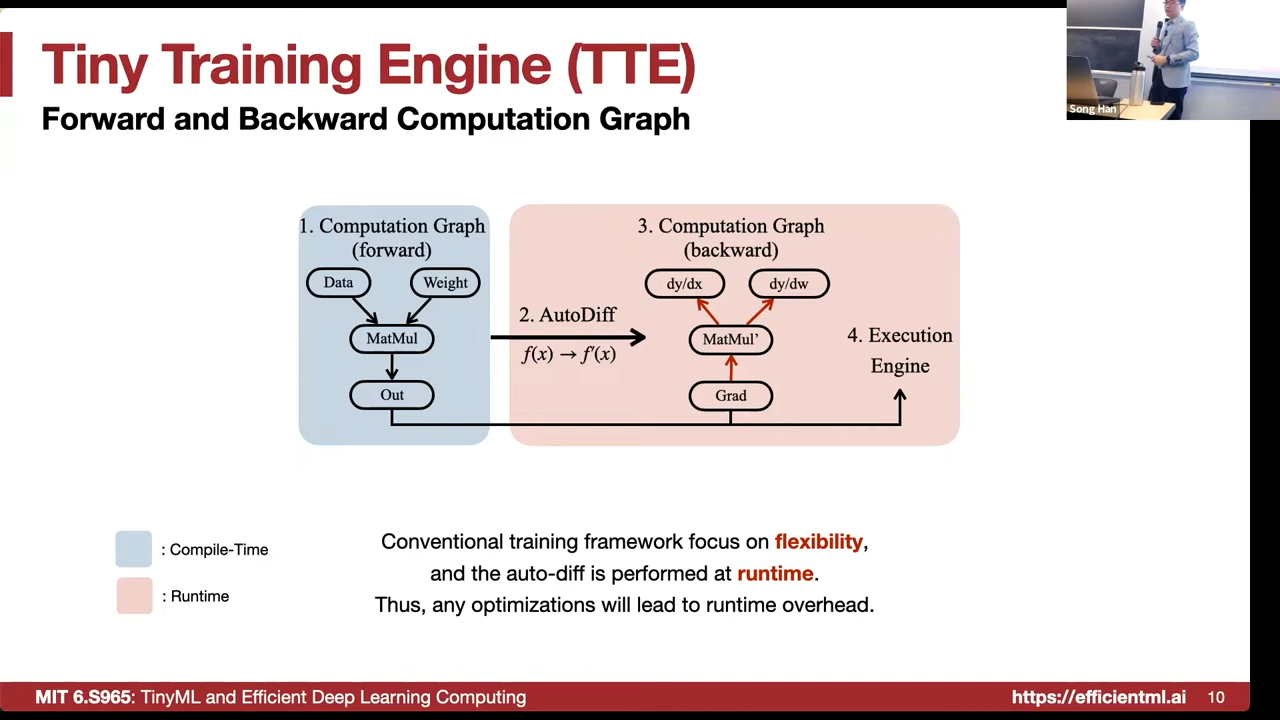 Tiny Training Engine (TTE)
Forward and Backward Computation Graph
Song Han
1. Computation Graph
(forward)
Data
Weight
MatMul
Out
2. AutoDiff
f(x) → f'(x)
3. Computation Graph
(backward)
dy/dx
dy/dw
MatMul'
Grad
4. Execution
Engine
: Compile-Time
: Runtime
Conventional training framework focus on flexibility,
and the auto-diff is performed at runtime.
Thus, any optimizations will lead to runtime overhead.
MIT 6.S965: TinyML and Efficient Deep Learning Computing
https://efficientml.ai
10